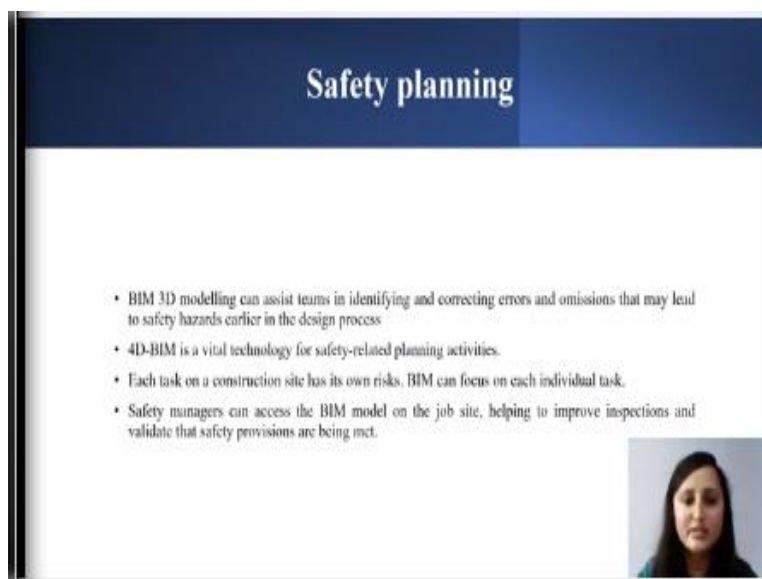 Safety planning
• BIM 3D modelling can assist teams in identifying and correcting errors and omissions that may lead
to safety hazards earlier in the design process
• 4D-BIM is a vital technology for safety-related planning activities.
• Each task on a construction site has its own risks. BIM can focus on each individual task.
• Safety managers can access the BIM model on the job site, helping to improve inspections and
validate that safety provisions are being met.